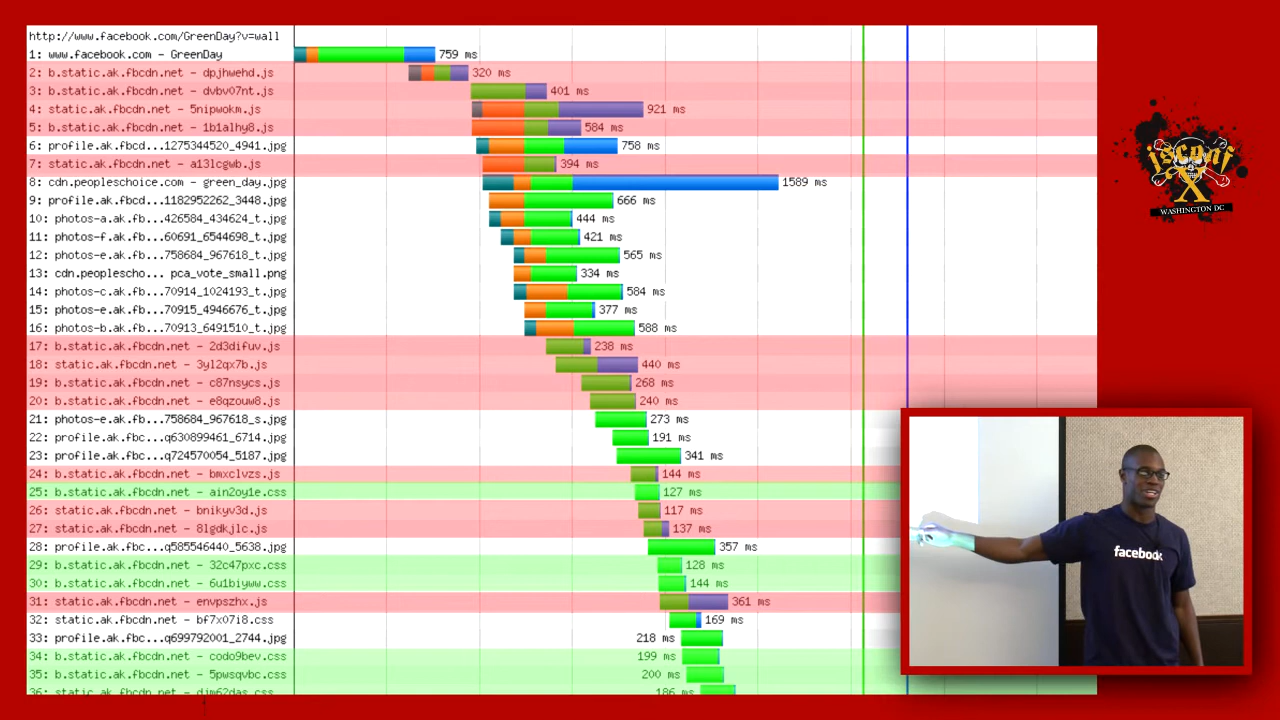 http://www.facebook.com/GreenDay?v=wall
1: www.facebook.com - GreenDay 759 ms
2: b.static.ak.fbcdn.net - dpjhwehd.js 320 ms
3: b.static.ak.fbcdn.net - dvbv07nt.js 401 ms
4: static.ak.fbcdn.net - 5nipwokm.js 921 ms
5: b.static.ak.fbcdn.net - 1b1alhy8.js 584 ms
6: profile.ak.fbcd...1275344520_4941.jpg 758 ms
7: static.ak.fbcdn.net - a13lcgwb.js 394 ms
8: cdn.peopleschoice.com - green_day.jpg 1589 ms
9: profile.ak.fbcd...1182952262_3448.jpg 666 ms
10: photos-a.ak.fb...426584_434624_t.jpg 444 ms
11: photos-f.ak.fb...60691_6544698_t.jpg 421 ms
12: photos-e.ak.fb...758684_967618_t.jpg 565 ms
13: cdn.peoplescho... pca_vote_small.png 334 ms
14: photos-c.ak.fb...70914_1024193_t.jpg 584 ms
15: photos-e.ak.fb...70915_4946676_t.jpg 377 ms
16: photos-b.ak.fb...70913_6491510_t.jpg 588 ms
17: b.static.ak.fbcdn.net - 2d3difuv.js 238 ms
18: static.ak.fbcdn.net - 3yl2qx7b.js 440 ms
19: b.static.ak.fbcdn.net - c87nsycs.js 268 ms
20: b.static.ak.fbcdn.net - e8qzouw8.js 240 ms
21: photos-e.ak.fb...758684_967618_s.jpg 273 ms
22: profile.ak.fbc...q630899461_6714.jpg 191 ms
23: profile.ak.fbc...q724570054_5187.jpg 341 ms
24: b.static.ak.fbcdn.net - bmxclvzs.js 144 ms
25: b.static.ak.fbcdn.net - ain2oyle.css 127 ms
26: b.static.ak.fbcdn.net - bnikyv3d.js 117 ms
27: b.static.ak.fbcdn.net - 8lgdkjlc.js 137 ms
28: profile.ak.fbc...q585546440_5638.jpg 357 ms
29: b.static.ak.fbcdn.net - 32c47pxc.css 128 ms
30: b.static.ak.fbcdn.net - 6u1biyww.css 144 ms
31: static.ak.fbcdn.net - envpszhx.js 361 ms
32: static.ak.fbcdn.net - bf7x07i8.css 169 ms
33: profile.ak.fbc...q699792001_2744.jpg 218 ms
34: b.static.ak.fbcdn.net - codo9bev.css 199 ms
35: b.static.ak.fbcdn.net - 5pwsqvbc.css 200 ms
36: static.ak.fbcdn.net - djm62das.css 186 ms
jsconf
X
WASHINGTON DC
facebook